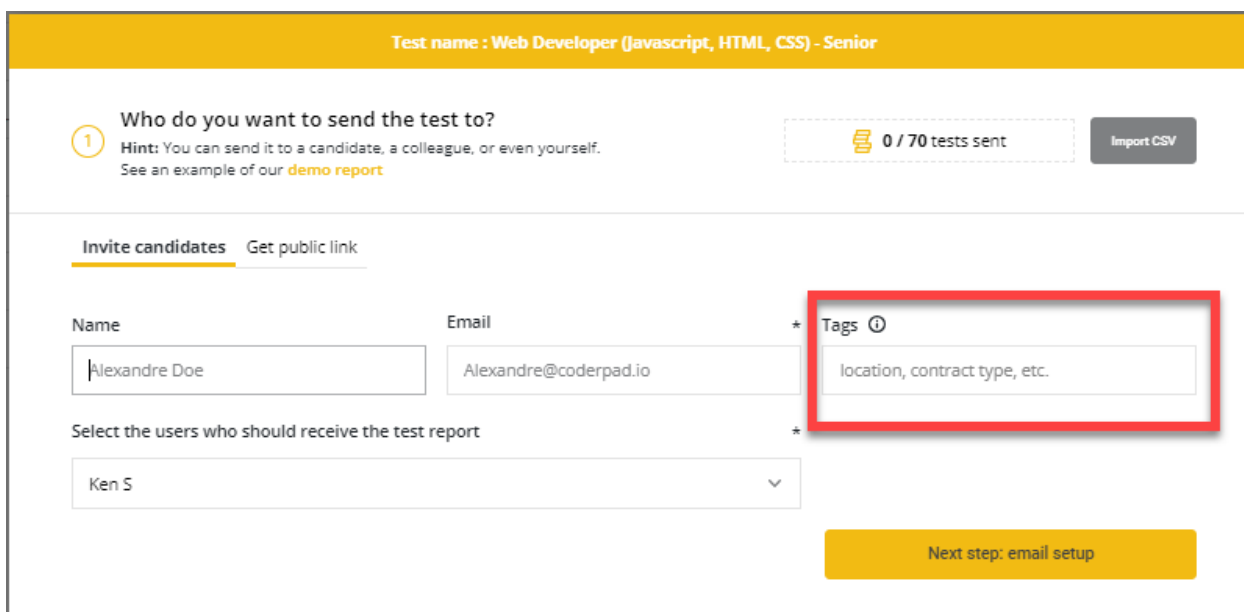 Test name : Web Developer (Javascript, HTML, CSS) - Senior
1
Who do you want to send the test to?
Hint: You can send it to a candidate, a colleague, or even yourself.
See an example of our demo report
0 / 70 tests sent
Import CSV
Invite candidates
Get public link
Name
Email *
Tags
Alexandre Doe
Alexandre@coderpad.io
location, contract type, etc.
Select the users who should receive the test report *
Ken S
Next step: email setup